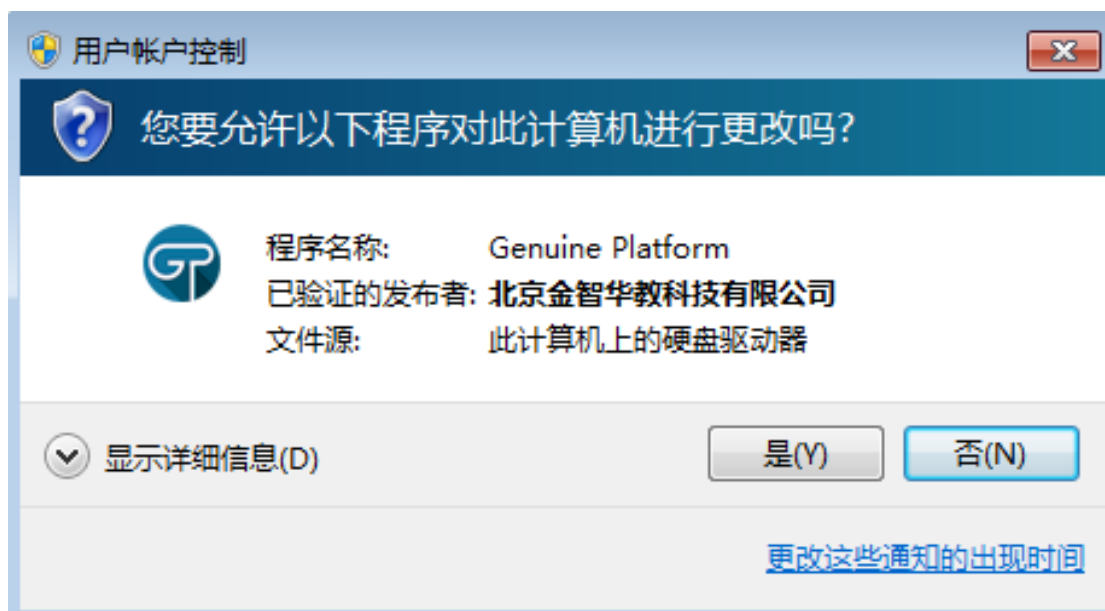 用户帐户控制
您要允许以下程序对此计算机进行更改吗?
GP
程序名称: Genuine Platform
已验证的发布者: 北京金智华教科技有限公司
文件源: 此计算机上的硬盘驱动器
显示详细信息(D)
是(Y)
否(N)
更改这些通知的出现时间